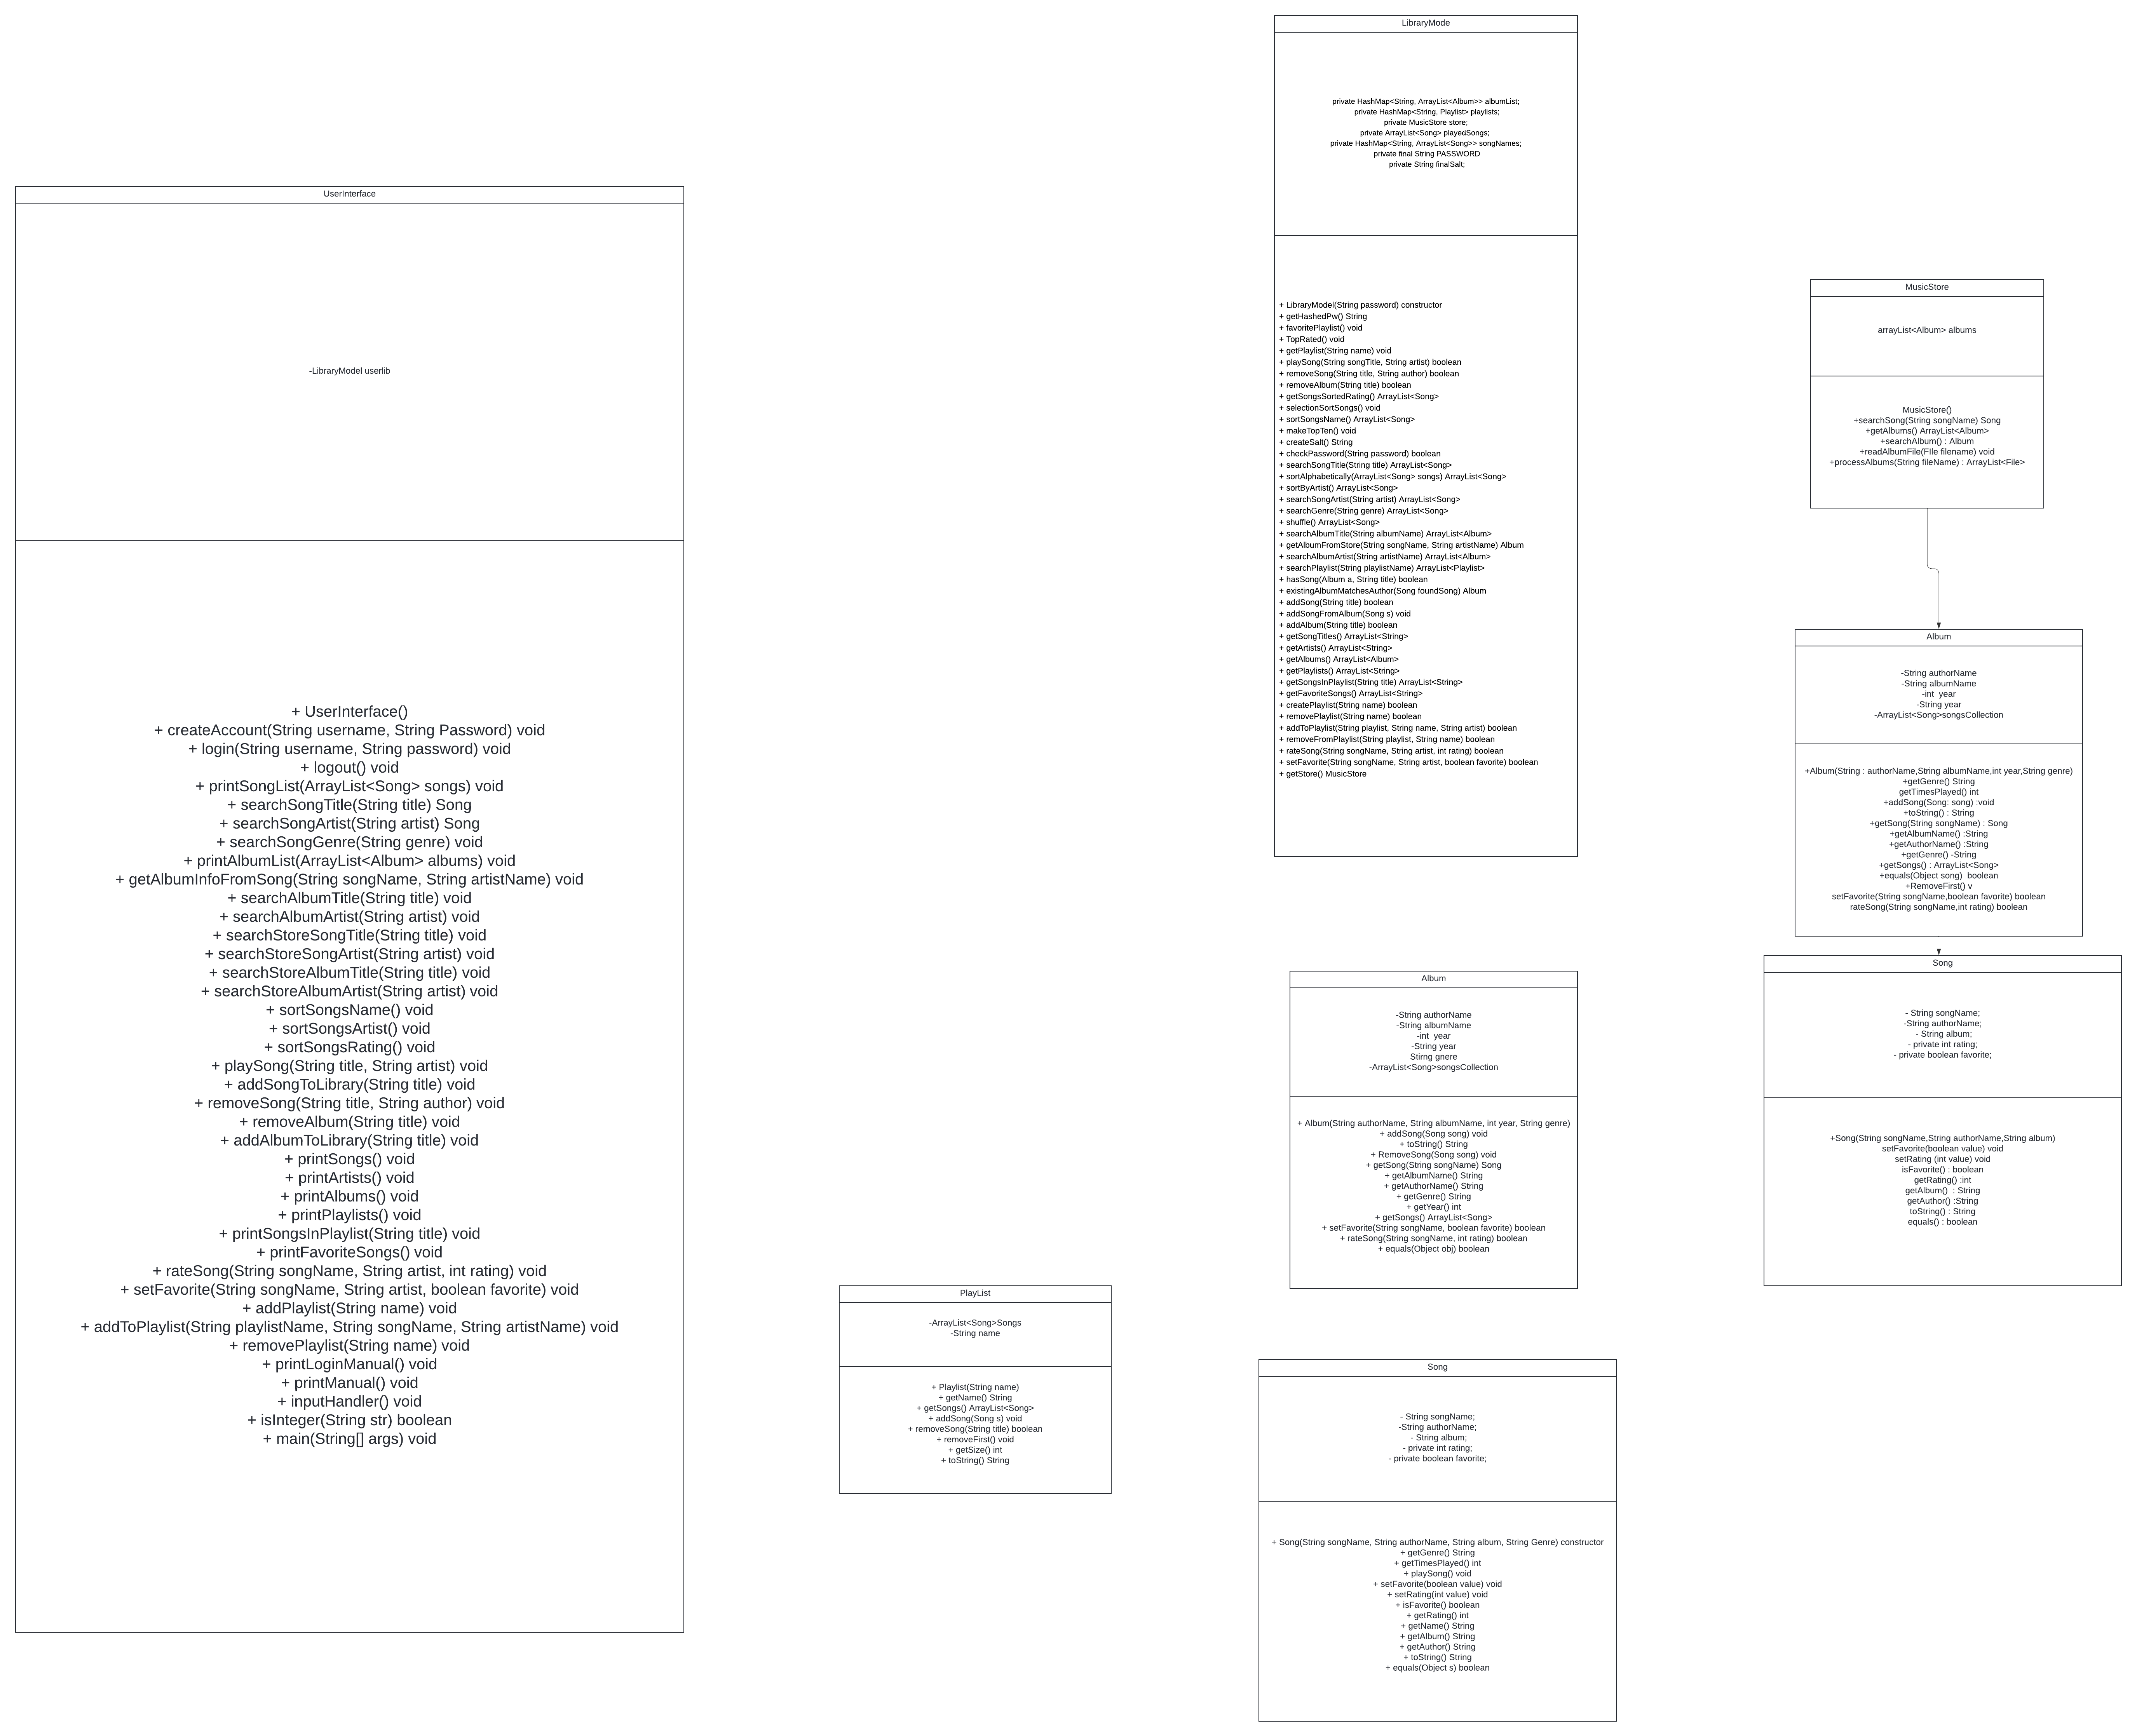 UserInterface
-LibraryModel userlib
+ UserInterface()
+ createAccount(String username, String Password) void
+ login(String username, String password) void
+ logout() void
+ printSongList(ArrayList<Song> songs) void
+ searchSongTitle(String title) Song
+ searchSongArtist(String artist) Song
+ searchSongGenre(String genre) void
+ printAlbumList(ArrayList<Album> albums) void
+ getAlbumInfoFromSong(String songName, String artistName) void
+ searchAlbumTitle(String title) void
+ searchAlbumArtist(String artist) void
+ searchStoreSongTitle(String title) void
+ searchStoreSongArtist(String artist) void
+ searchStoreAlbumTitle(String title) void
+ searchStoreAlbumArtist(String artist) void
+ sortSongsName() void
+ sortSongsArtist() void
+ sortSongsRating() void
+ playSong(String title, String artist) void
+ addSongToLibrary(String title) void
+ removeSong(String title, String author) void
+ removeAlbum(String title) void
+ addAlbumToLibrary(String title) void
+ printSongs() void
+ printArtists() void
+ printAlbums() void
+ printPlaylists() void
+ printSongsInPlaylist(String title) void
+ printFavoriteSongs() void
+ rateSong(String songName, String artist, int rating) void
+ setFavorite(String songName, String artist, boolean favorite) void
+ addPlaylist(String name) void
+ addToPlaylist(String playlistName, String songName, String artistName) void
+ removePlaylist(String name) void
+ printLoginManual() void
+ printManual() void
+ inputHandler() void
+ isInteger(String str) boolean
+ main(String[] args) void
PlayList
-ArrayList<Song>Songs
-String name
+ Playlist(String name)
+ getName() String
+ getSongs() ArrayList<Song>
+ addSong(Song s) void
+ removeSong(String title) boolean
+ removeFirst() void
+ getSize() int
+ toString() String
LibraryMode
private HashMap<String, ArrayList<Album>> albumList;
private HashMap<String, Playlist> playlists;
private MusicStore store;
private ArrayList<Song> playedSongs;
private HashMap<String, ArrayList<Song>> songNames;
private final String PASSWORD
private String finalSalt;
+ LibraryModel(String password) constructor
+ getHashedPw() String
+ favoritePlaylist() void
+ TopRated() void
+ getPlaylist(String name) void
+ playSong(String songTitle, String artist) boolean
+ removeSong(String title, String author) boolean
+ removeAlbum(String title) boolean
+ getSongsSortedRating() ArrayList<Song>
+ selectionSortSongs() void
+ sortSongsName() ArrayList<Song>
+ makeTopTen() void
+ createSalt() String
+ checkPassword(String password) boolean
+ searchSongTitle(String title) ArrayList<Song>
+ sortAlphabetically(ArrayList<Song> songs) ArrayList<Song>
+ sortByArtist() ArrayList<Song>
+ searchSongArtist(String artist) ArrayList<Song>
+ searchGenre(String genre) ArrayList<Song>
+ shuffle() ArrayList<Song>
+ searchAlbumTitle(String albumName) ArrayList<Album>
+ getAlbumFromStore(String songName, String artistName) Album
+ searchAlbumArtist(String artistName) ArrayList<Album>
+ searchPlaylist(String playlistName) ArrayList<Playlist>
+ hasSong(Album a, String title) boolean
+ existingAlbumMatchesAuthor(Song foundSong) Album
+ addSong(String title) boolean
+ addSongFromAlbum(Song s) void
+ addAlbum(String title) boolean
+ getSongTitles() ArrayList<String>
+ getArtists() ArrayList<String>
+ getAlbums() ArrayList<Album>
+ getPlaylists() ArrayList<String>
+ getSongsInPlaylist(String title) ArrayList<String>
+ getFavoriteSongs() ArrayList<String>
+ createPlaylist(String name) boolean
+ removePlaylist(String name) boolean
+ addToPlaylist(String playlist, String name, String artist) boolean
+ removeFromPlaylist(String playlist, String name) boolean
+ rateSong(String songName, String artist, int rating) boolean
+ setFavorite(String songName, String artist, boolean favorite) boolean
+ getStore() MusicStore
Album
-String authorName
-String albumName
-int year
-String year
Stirng gnere
-ArrayList<Song>songsCollection
+ Album(String authorName, String albumName, int year, String genre)
+ addSong(Song song) void
+ toString() String
+ RemoveSong(Song song) void
+ getSong(String songName) Song
+ getAlbumName() String
+ getAuthorName() String
+ getGenre() String
+ getYear() int
+ getSongs() ArrayList<Song>
+ setFavorite(String songName, boolean favorite) boolean
+ rateSong(String songName, int rating) boolean
+ equals(Object obj) boolean
Song
- String songName;
-String authorName;
- String album;
- private int rating;
- private boolean favorite;
+ Song(String songName, String authorName, String album, String Genre) constructor
+ getGenre() String
+ getTimesPlayed() int
+ playSong() void
+ setFavorite(boolean value) void
+ setRating(int value) void
+ isFavorite() boolean
+ getRating() int
+ getName() String
+ getAlbum() String
+ getAuthor() String
+ toString() String
+ equals(Object s) boolean
MusicStore
arrayList<Album> albums
MusicStore()
+searchSong(String songName) Song
+getAlbums() ArrayList<Album>
+searchAlbum() : Album
+readAlbumFile(FIle filename) void
+processAlbums(String fileName) : ArrayList<File>
Album
-String authorName
-String albumName
-int year
-String year
-ArrayList<Song>songsCollection
+Album(String : authorName,String albumName,int year,String genre)
+getGenre() String
getTimesPlayed() int
+addSong(Song: song) :void
+toString() : String
+getSong(String songName) : Song
+getAlbumName() :String
+getAuthorName() :String
+getGenre() -String
+getSongs() : ArrayList<Song>
+equals(Object song) boolean
+RemoveFirst() v
setFavorite(String songName,boolean favorite) boolean
rateSong(String songName,int rating) boolean
Song
- String songName;
-String authorName;
- String album;
- private int rating;
- private boolean favorite;
+Song(String songName,String authorName,String album)
setFavorite(boolean value) void
setRating (int value) void
isFavorite() : boolean
getRating() :int
getAlbum() : String
getAuthor() :String
toString() : String
equals() : boolean